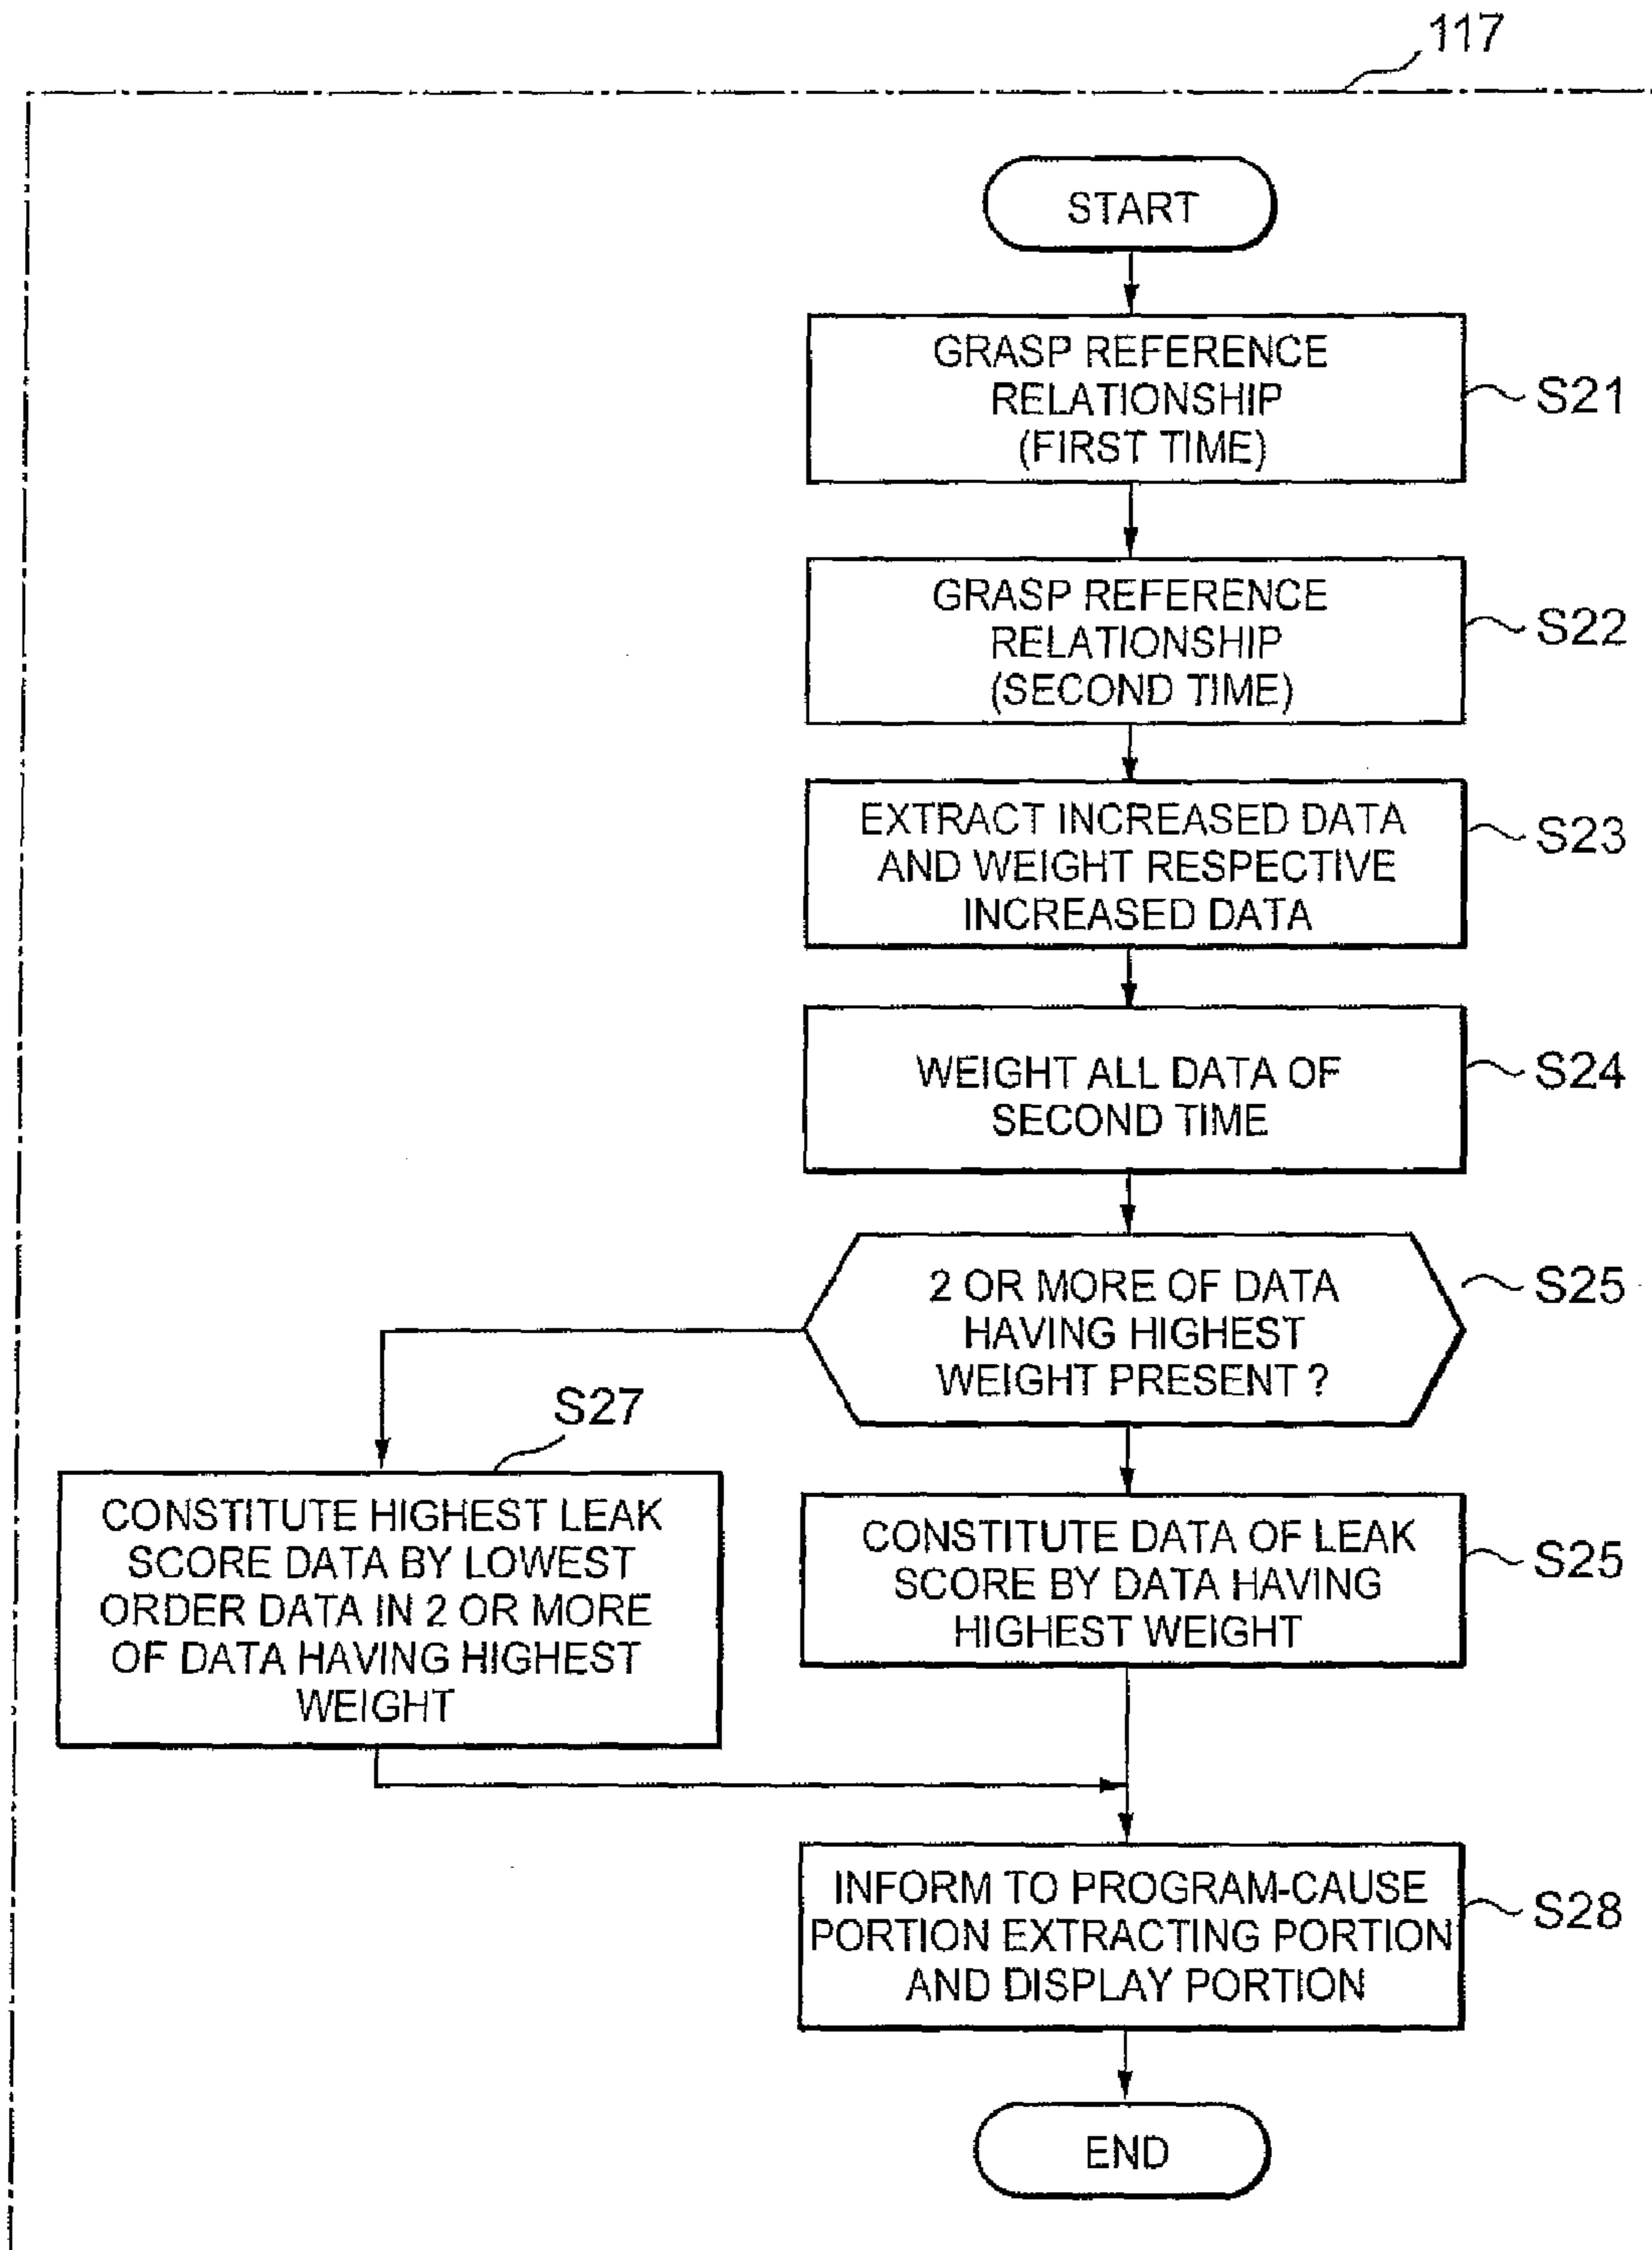 117
START
GRASP REFERENCE
RELATIONSHIP
(FIRST TIME)
S21
GRASP REFERENCE
RELATIONSHIP
(SECOND TIME)
S22
EXTRACT INCREASED DATA
AND WEIGHT RESPECTIVE
INCREASED DATA
S23
WEIGHT ALL DATA OF
SECOND TIME
S24
2 OR MORE OF DATA
HAVING HIGHEST
WEIGHT PRESENT ?
S25
S27
CONSTITUTE HIGHEST LEAK
SCORE DATA BY LOWEST
ORDER DATA IN 2 OR MORE
OF DATA HAVING HIGHEST
WEIGHT
CONSTITUTE DATA OF LEAK
SCORE BY DATA HAVING
HIGHEST WEIGHT
S25
INFORM TO PROGRAM-CAUSE
PORTION EXTRACTING PORTION
AND DISPLAY PORTION
S28
END